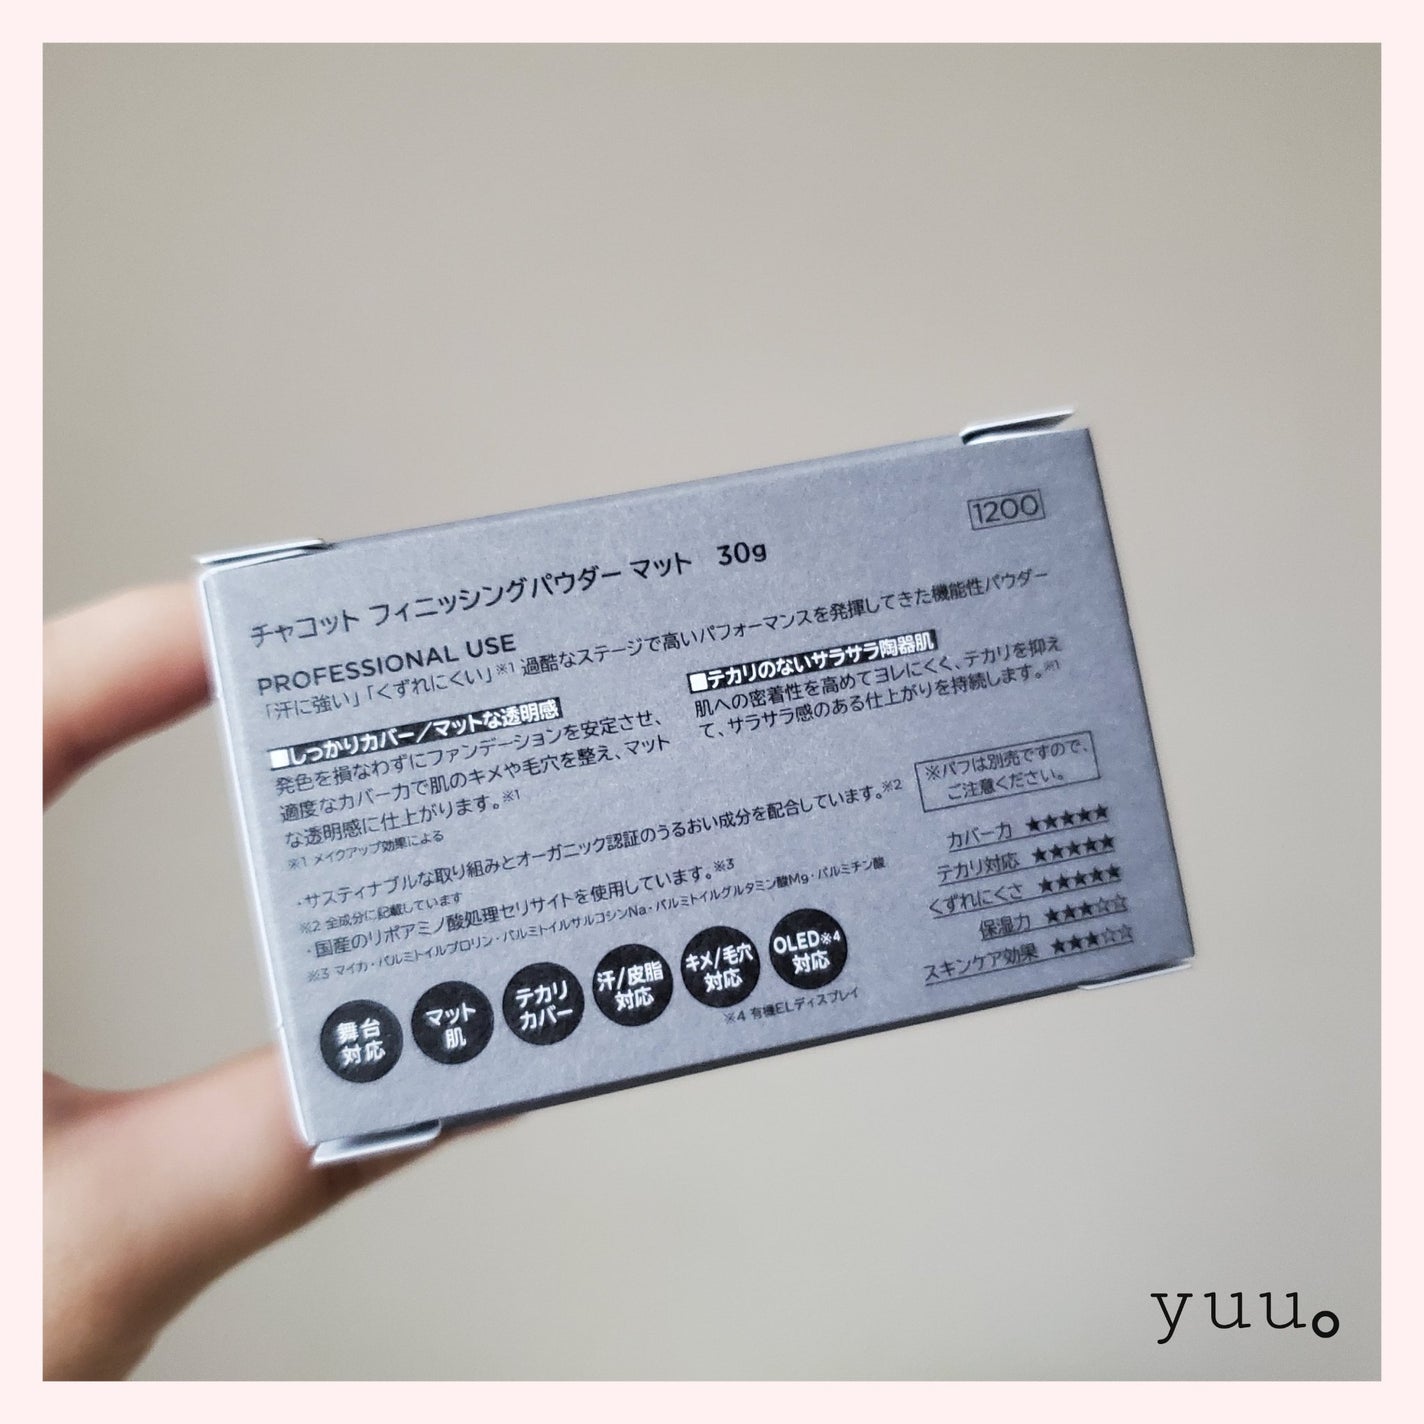 1200
チャコット フィニッシングパウダー マット 30g
PROFESSIONAL USE
「汗に強い」「くずれにくい」※1 過酷なステージで高いパフォーマンスを発揮してきた機能性パウダー
■しっかりカバー/マットな透明感
発色を損なわずにファンデーションを安定させ、
適度なカバー力で肌のキメや毛穴を整え、マット
な透明感に仕上がります。※1
※1 メイクアップ効果による
■テカリのないサラサラ陶器肌
肌への密着性を高めてヨレにくく、テカリを抑え
て、サラサラ感のある仕上がりを持続します。※1
・サスティナブルな取り組みとオーガニック認証のうるおい成分を配合しています。※2
※2 全成分に記載しています
・国産のリポアミノ酸処理セリサイトを使用しています。※3
※3 マイカ・パルミトイルプロリン・パルミトイルサルコシンNa・パルミトイルグルタミン酸Mg・パルミチン酸
※パフは別売ですので、
ご注意ください。
カバー力 ★★★★★
テカリ対応 ★★★★★
くずれにくさ ★★★★★
保湿力 ★★★☆☆
スキンケア効果 ★★★☆☆
舞台
対応
マット
肌
テカリ
カバー
汗/皮脂
対応
キメ/毛穴
対応
OLED※4
対応
※4 有機ELディスプレイ
yuu。